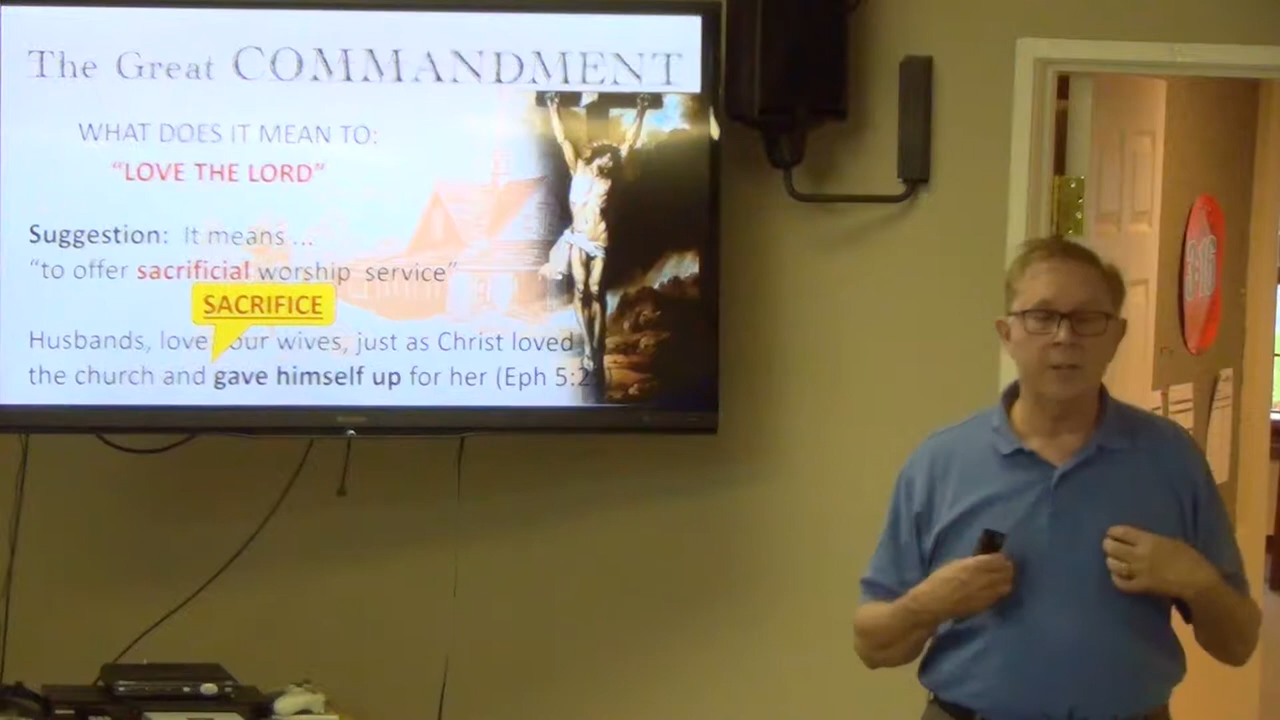 The Great COMMANDMENT
WHAT DOES IT MEAN TO:
“LOVE THE LORD”
Suggestion: It means ...
“to offer sacrificial worship service”
SACRIFICE
Husbands, love our wives, just as Christ loved
the church and gave himself up for her (Eph 5:2
3:16